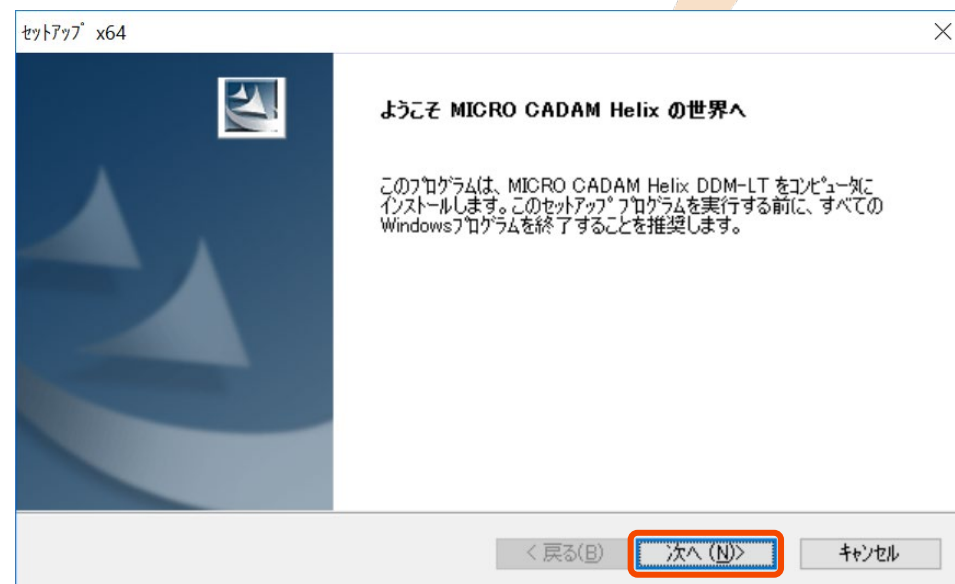 ｾｯﾄｱｯﾌﾟ x64
ようこそ MICRO CADAM Helix の世界へ
このﾌﾟﾛｸﾞﾗﾑは、MICRO CADAM Helix DDM-LT をｺﾝﾋﾟｭｰﾀに
ｲﾝｽﾄｰﾙします。このｾｯﾄｱｯﾌﾟ ﾌﾟﾛｸﾞﾗﾑを実行する前に、すべての
Windowsﾌﾟﾛｸﾞﾗﾑを終了することを推奨します。
< 戻る(B)
次へ (N)>
ｷｬﾝｾﾙ